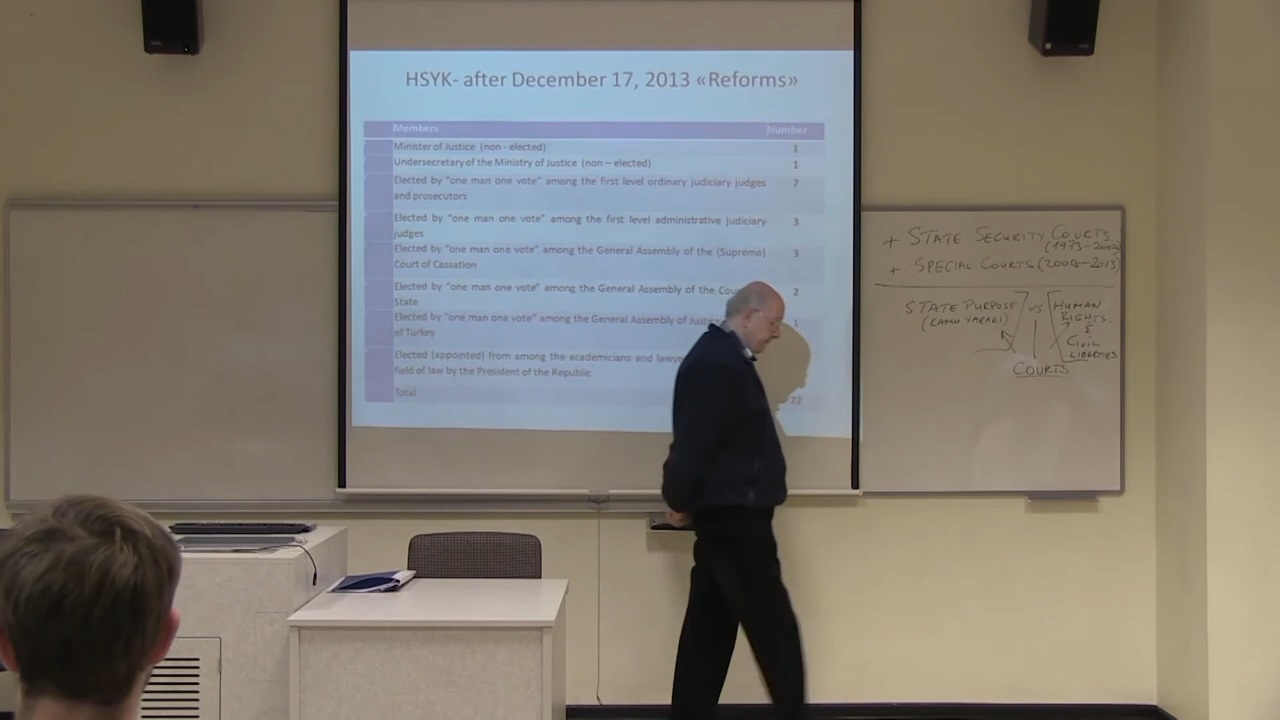 HSYK- after December 17, 2013 «Reforms»
Members Number
Minister of Justice (non - elected) 1
Undersecretary of the Ministry of Justice (non – elected) 1
Elected by "one man one vote" among the first level ordinary judiciary judges 7
and prosecutors
Elected by "one man one vote" among the first level administrative judiciary 3
judges
Elected by "one man one vote" among the General Assembly of the (Supreme) 3
Court of Cassation
Elected by "one man one vote" among the General Assembly of the 2
State
Elected by "one man one vote" among the General Assembly of 1
of Turkey
Elected (appointed) from among the academicians and
field of law by the President of the Republic
Total 22
+ STATE SECURITY COURTS
+ SPECIAL COURTS
STATE PURPOSE VS HUMAN
RIGHTS
&
CIVIL
LIBERTIES
COURTS